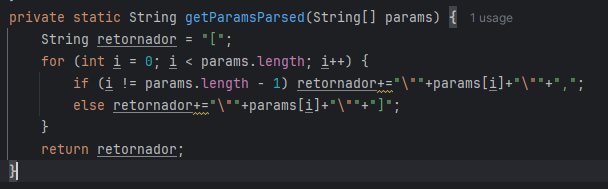 private static String getParamsParsed(String[] params) { 1 usage
    String retornador = "[";
    for (int i = 0; i < params.length; i++) {
        if (i != params.length - 1) retornador+="\""+params[i]+"\""+",";
        else retornador+="\""+params[i]+"\""+"]";
    }
    return retornador;
}